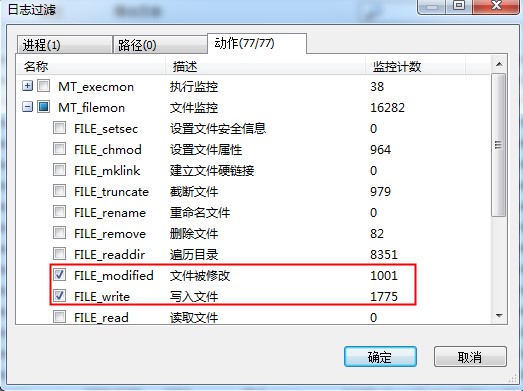 日志过滤
进程(1) 路径(0) 动作(77/77)
名称 描述 监控计数
MT_execmon 执行监控 38
MT_filemon 文件监控 16282
FILE_setsec 设置文件安全信息 0
FILE_chmod 设置文件属性 964
FILE_mklink 建立文件硬链接 0
FILE_truncate 截断文件 979
FILE_rename 重命名文件 0
FILE_remove 删除文件 82
FILE_readdir 遍历目录 8351
FILE_modified 文件被修改 1001
FILE_write 写入文件 1775
FILE_read 读取文件 0
确定 取消